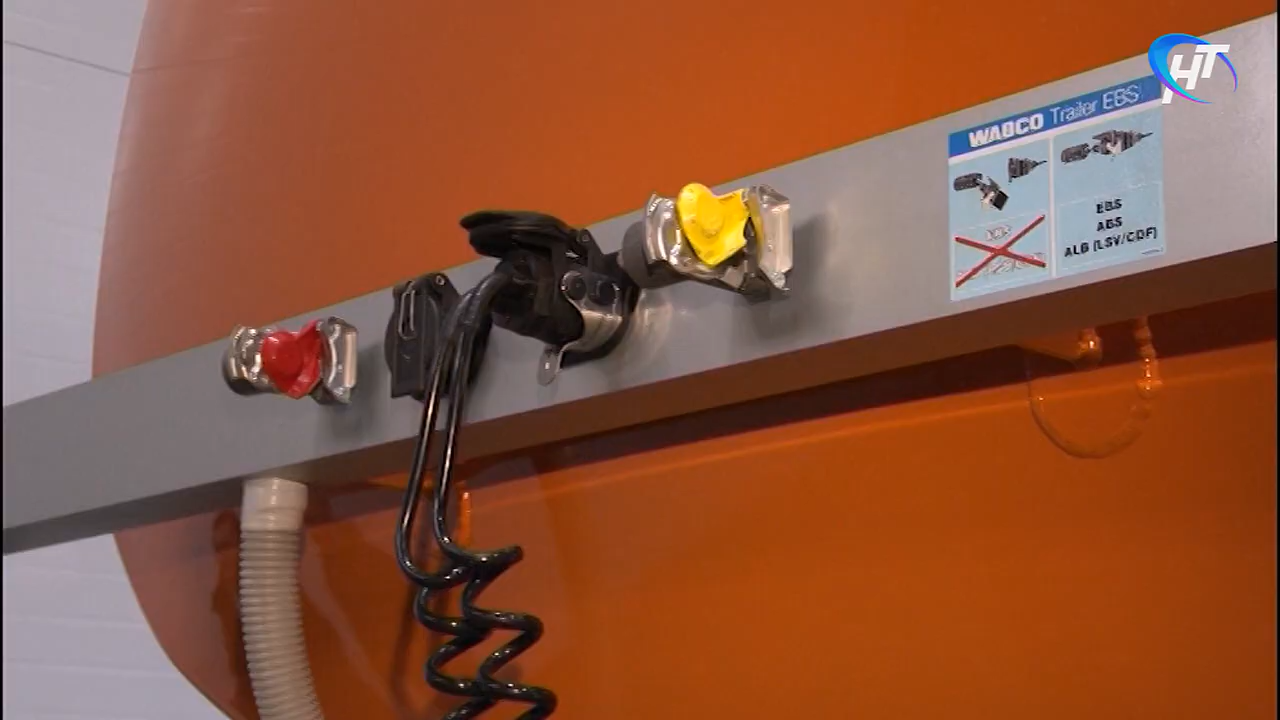 НТ
WABCO Trailer EBS
EBS
ABS
ALB (LSV/CDF)